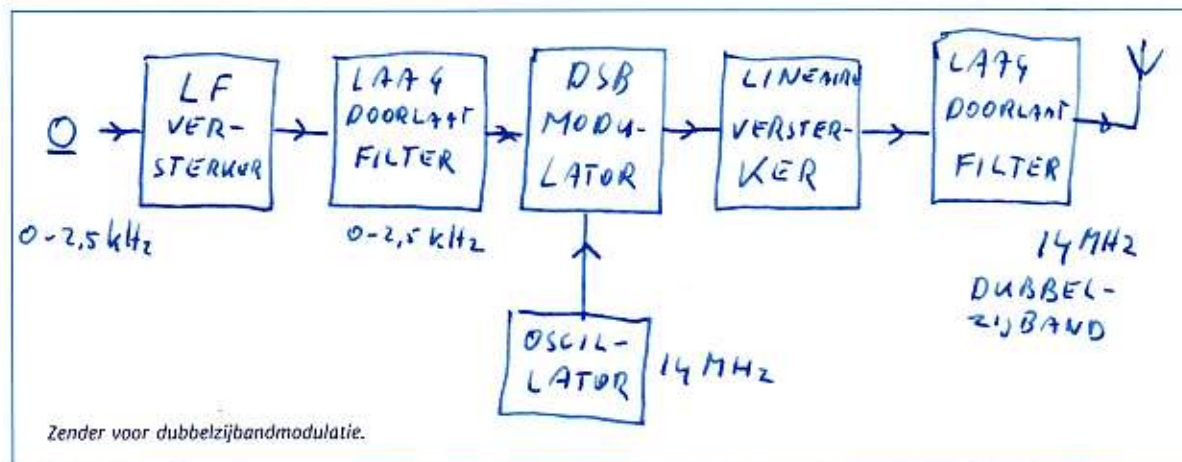 LF
VER-
STERKER
LAAG
DOORLAAT
FILTER
DSB
MODU-
LATOR
LINEAIRE
VERSTER-
KER
LAAG
DOORLAAT
FILTER
0-2,5 kHz
0-2,5 kHz
14 MHz
DUBBEL-
ZIJBAND
OSCIL-
LATOR
14 MHz
Zender voor dubbelzijbandmodulatie.